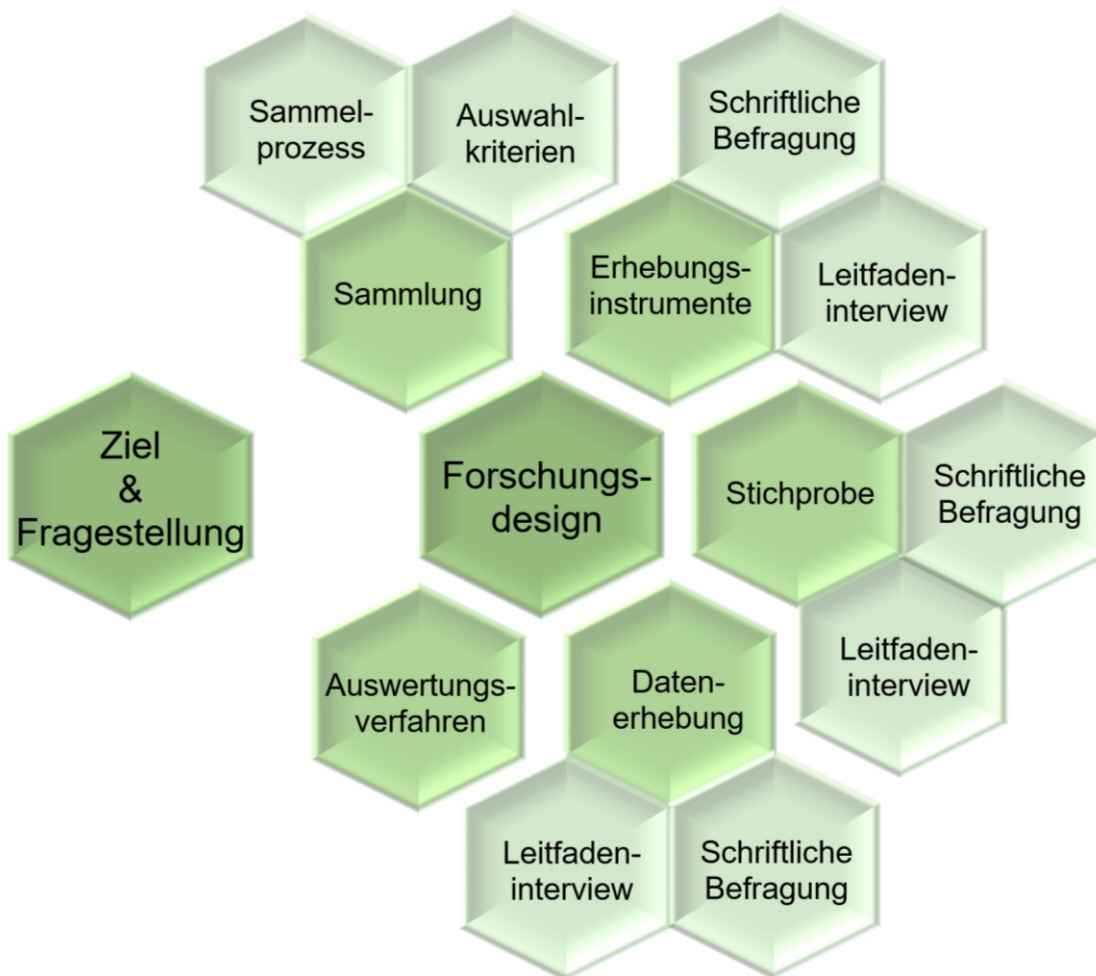 Sammel-
prozess
Auswahl-
kriterien
Schriftliche
Befragung
Sammlung
Erhebungs-
instrumente
Leitfaden-
interview
Ziel
&
Fragestellung
Forschungs-
design
Stichprobe
Schriftliche
Befragung
Leitfaden-
interview
Auswertungs-
verfahren
Daten-
erhebung
Leitfaden-
interview
Schriftliche
Befragung